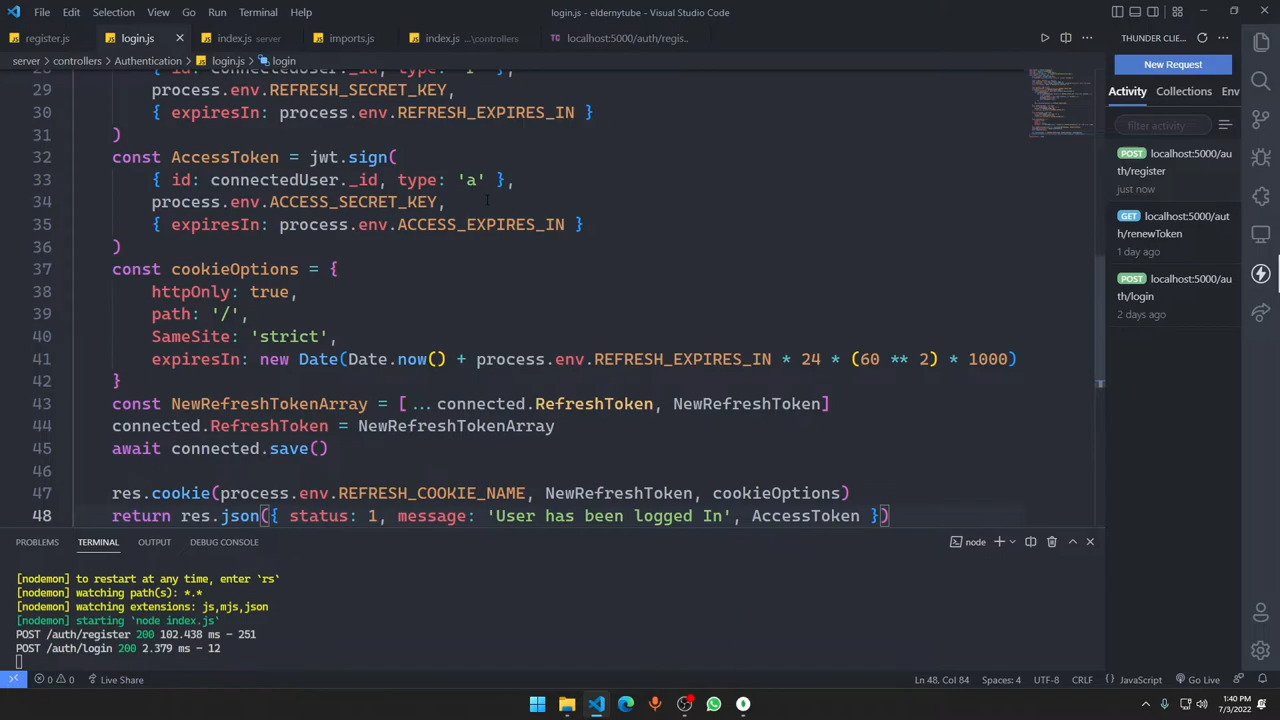 File Edit Selection View Go Run Terminal Help
login.js - eldernytube - Visual Studio Code
register.js
login.js
index.js server
imports.js
index.js ...\controllers
localhost:5000/auth/regis..
THUNDER CLIE..
server > controllers > Authentication > login.js > login
New Request
Activity Collections Env
filter activity
POST localhost:5000/au
th/register
just now
GET localhost:5000/aut
h/renewToken
1 day ago
POST localhost:5000/au
th/login
2 days ago
29 process.env.REFRESH_SECRET_KEY,
30 { expiresIn: process.env.REFRESH_EXPIRES_IN }
31 )
32 const AccessToken = jwt.sign(
33 { id: connectedUser._id, type: 'a' },
34 process.env.ACCESS_SECRET_KEY,
35 { expiresIn: process.env.ACCESS_EXPIRES_IN }
36 )
37 const cookieOptions = {
38 httpOnly: true,
39 path: '/',
40 SameSite: 'strict',
41 expiresIn: new Date(Date.now() + process.env.REFRESH_EXPIRES_IN * 24 * (60 ** 2) * 1000)
42 }
43 const NewRefreshTokenArray = [...connected.RefreshToken, NewRefreshToken]
44 connected.RefreshToken = NewRefreshTokenArray
45 await connected.save()
46
47 res.cookie(process.env.REFRESH_COOKIE_NAME, NewRefreshToken, cookieOptions)
48 return res.json({ status: 1, message: 'User has been logged In', AccessToken })
PROBLEMS TERMINAL OUTPUT DEBUG CONSOLE
node
[nodemon] to restart at any time, enter `rs`
[nodemon] watching path(s): *.*
[nodemon] watching extensions: js,mjs,json
[nodemon] starting `node index.js`
POST /auth/register 200 102.438 ms - 251
POST /auth/login 200 2.379 ms - 12
0 0 Live Share
Ln 48, Col 84 Spaces: 4 UTF-8 CRLF {} JavaScript Go Live
1:40 PM
7/3/2022